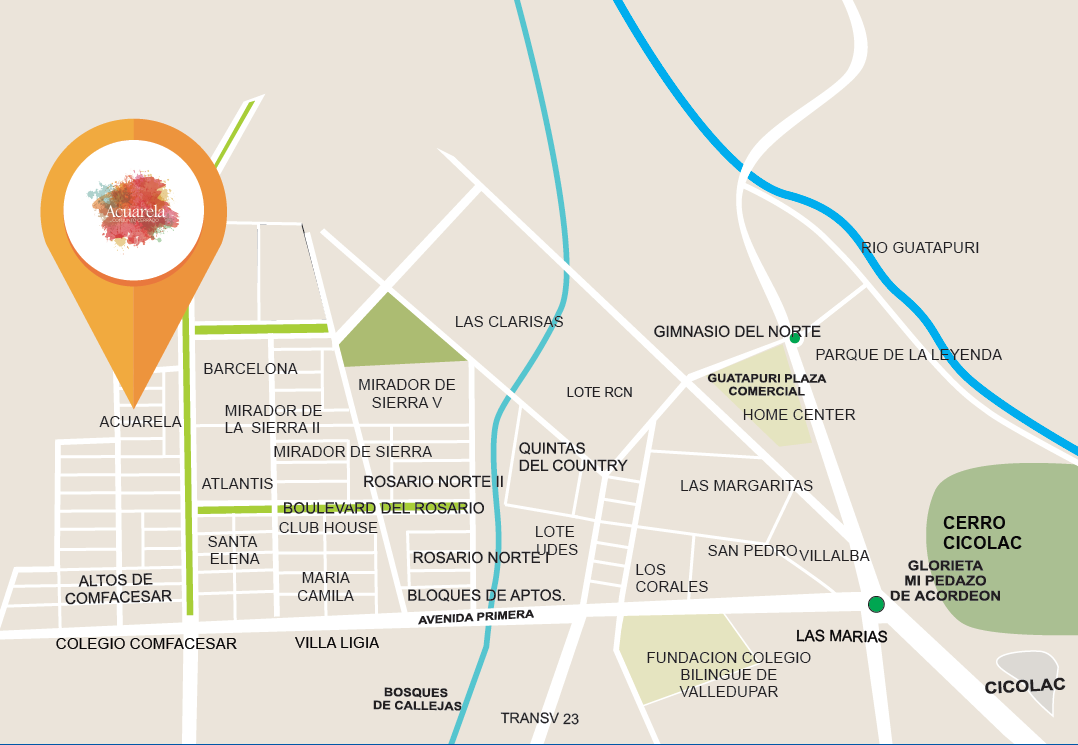 Acuarela
RIO GUATAPURI
LAS CLARISAS
GIMNASIO DEL NORTE
PARQUE DE LA LEYENDA
BARCELONA
MIRADOR DE
SIERRA V
LOTE RCN
GUATAPURI PLAZA
COMERCIAL
HOME CENTER
ACUARELA
MIRADOR DE
LA SIERRA II
MIRADOR DE SIERRA
QUINTAS
DEL COUNTRY
ATLANTIS
ROSARIO NORTE II
LAS MARGARITAS
BOULEVARD DEL ROSARIO
CLUB HOUSE
CERRO
CICOLAC
SANTA
ELENA
LOTE
UDES
ROSARIO NORTE I
SAN PEDRO
VILLALBA
GLORIETA
MI PEDAZO
DE ACORDEON
ALTOS DE
COMFACESAR
MARIA
CAMILA
LOS
CORALES
BLOQUES DE APTOS.
AVENIDA PRIMERA
COLEGIO COMFACESAR
VILLA LIGIA
LAS MARIAS
FUNDACION COLEGIO
BILINGUE DE
VALLEDUPAR
CICOLAC
BOSQUES
DE CALLEJAS
TRANSV 23